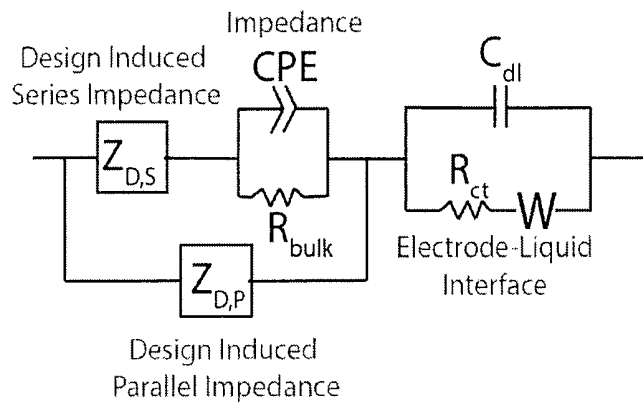 Impedance
Design Induced
Series Impedance
CPE
C_dl
Z_D,S
R_ct
W
R_bulk
Electrode-Liquid
Interface
Z_D,P
Design Induced
Parallel Impedance